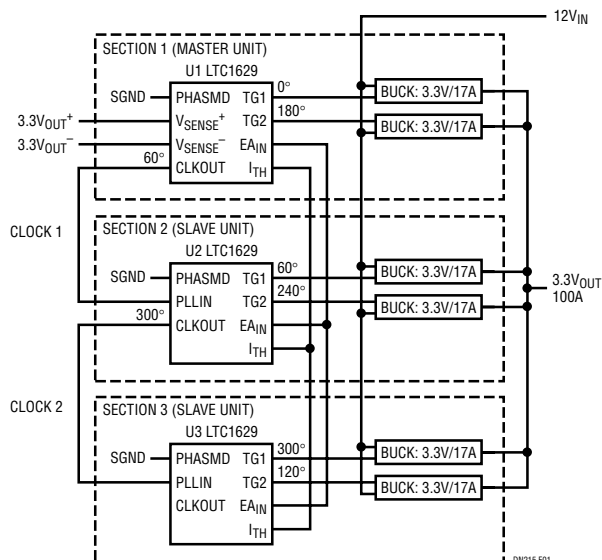 12VIN
SECTION 1 (MASTER UNIT)
U1 LTC1629
SGND PHASMD TG1 0° BUCK: 3.3V/17A
3.3VOUT+ VSENSE+ TG2 180° BUCK: 3.3V/17A
3.3VOUT– VSENSE– EAIN
60° CLKOUT ITH
CLOCK 1
SECTION 2 (SLAVE UNIT)
U2 LTC1629
SGND PHASMD TG1 60° BUCK: 3.3V/17A
PLLIN TG2 240° BUCK: 3.3V/17A
300° CLKOUT EAIN
ITH
3.3VOUT
100A
CLOCK 2
SECTION 3 (SLAVE UNIT)
U3 LTC1629
SGND PHASMD TG1 300° BUCK: 3.3V/17A
PLLIN TG2 120° BUCK: 3.3V/17A
CLKOUT EAIN
ITH
DN215 F01